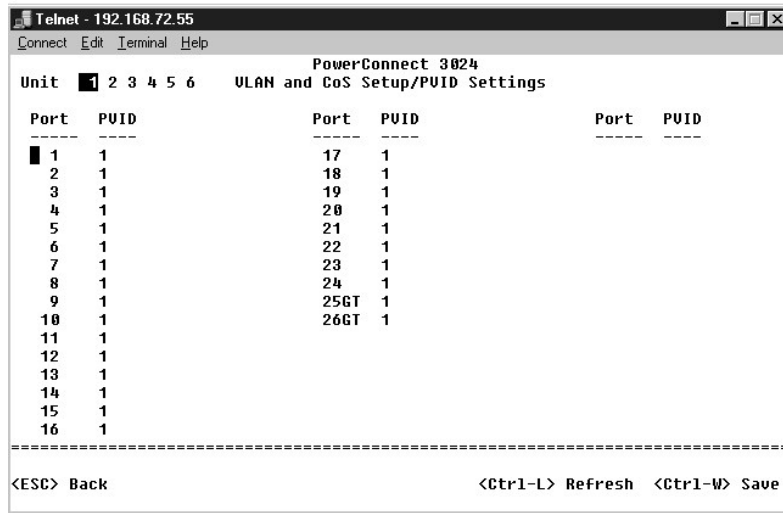 Telnet - 192.168.72.55
Connect Edit Terminal Help
PowerConnect 3024
Unit 1 2 3 4 5 6 VLAN and CoS Setup/PVID Settings
Port PVID Port PVID Port PVID
----- ---- ----- ---- ----- ----
1 1 17 1
2 1 18 1
3 1 19 1
4 1 20 1
5 1 21 1
6 1 22 1
7 1 23 1
8 1 24 1
9 1 25GT 1
10 1 26GT 1
11 1
12 1
13 1
14 1
15 1
16 1
================================================================================
<ESC> Back <Ctrl-L> Refresh <Ctrl-W> Save